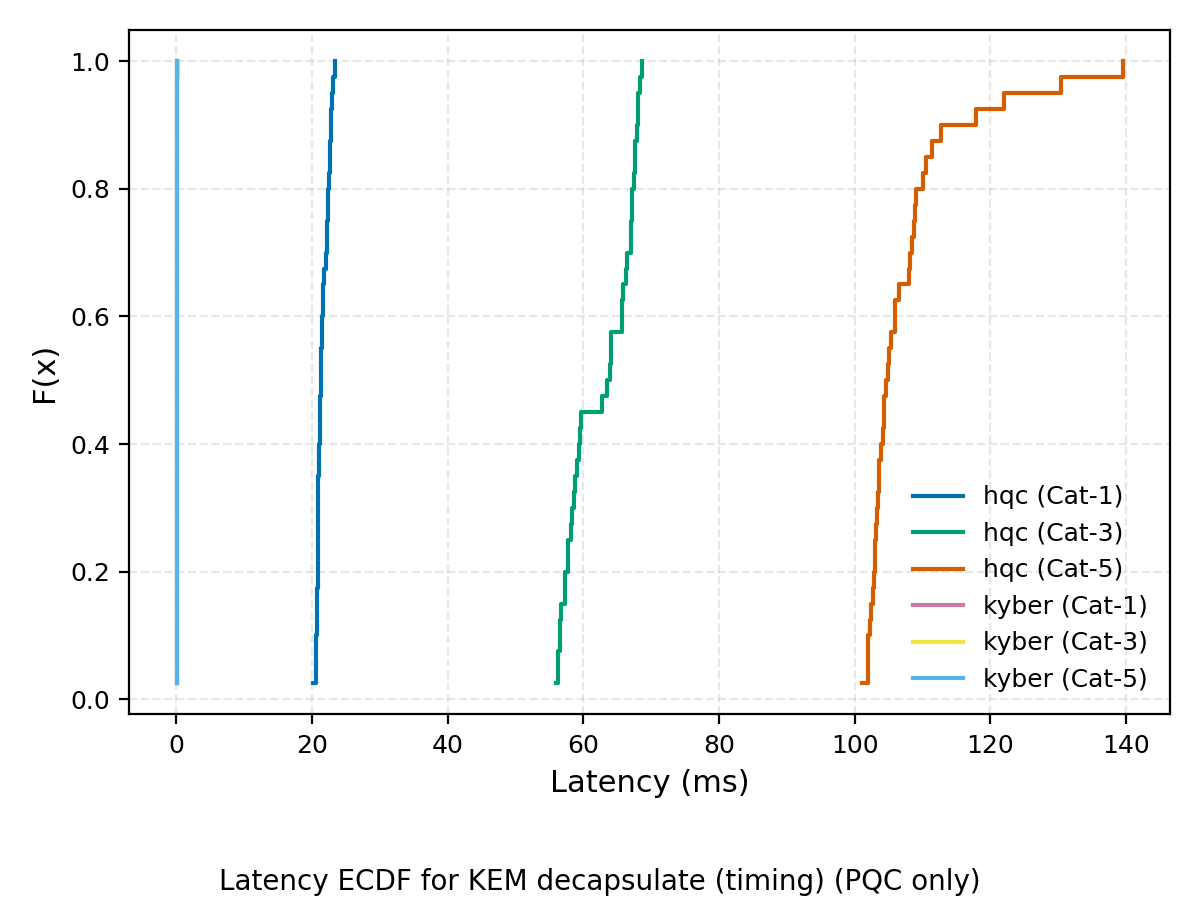 1.0
0.8
0.6
0.4
0.2
0.0
F(x)
hqc (Cat-1)
hqc (Cat-3)
hqc (Cat-5)
kyber (Cat-1)
kyber (Cat-3)
kyber (Cat-5)
0 20 40 60 80 100 120 140
Latency (ms)
Latency ECDF for KEM decapsulate (timing) (PQC only)